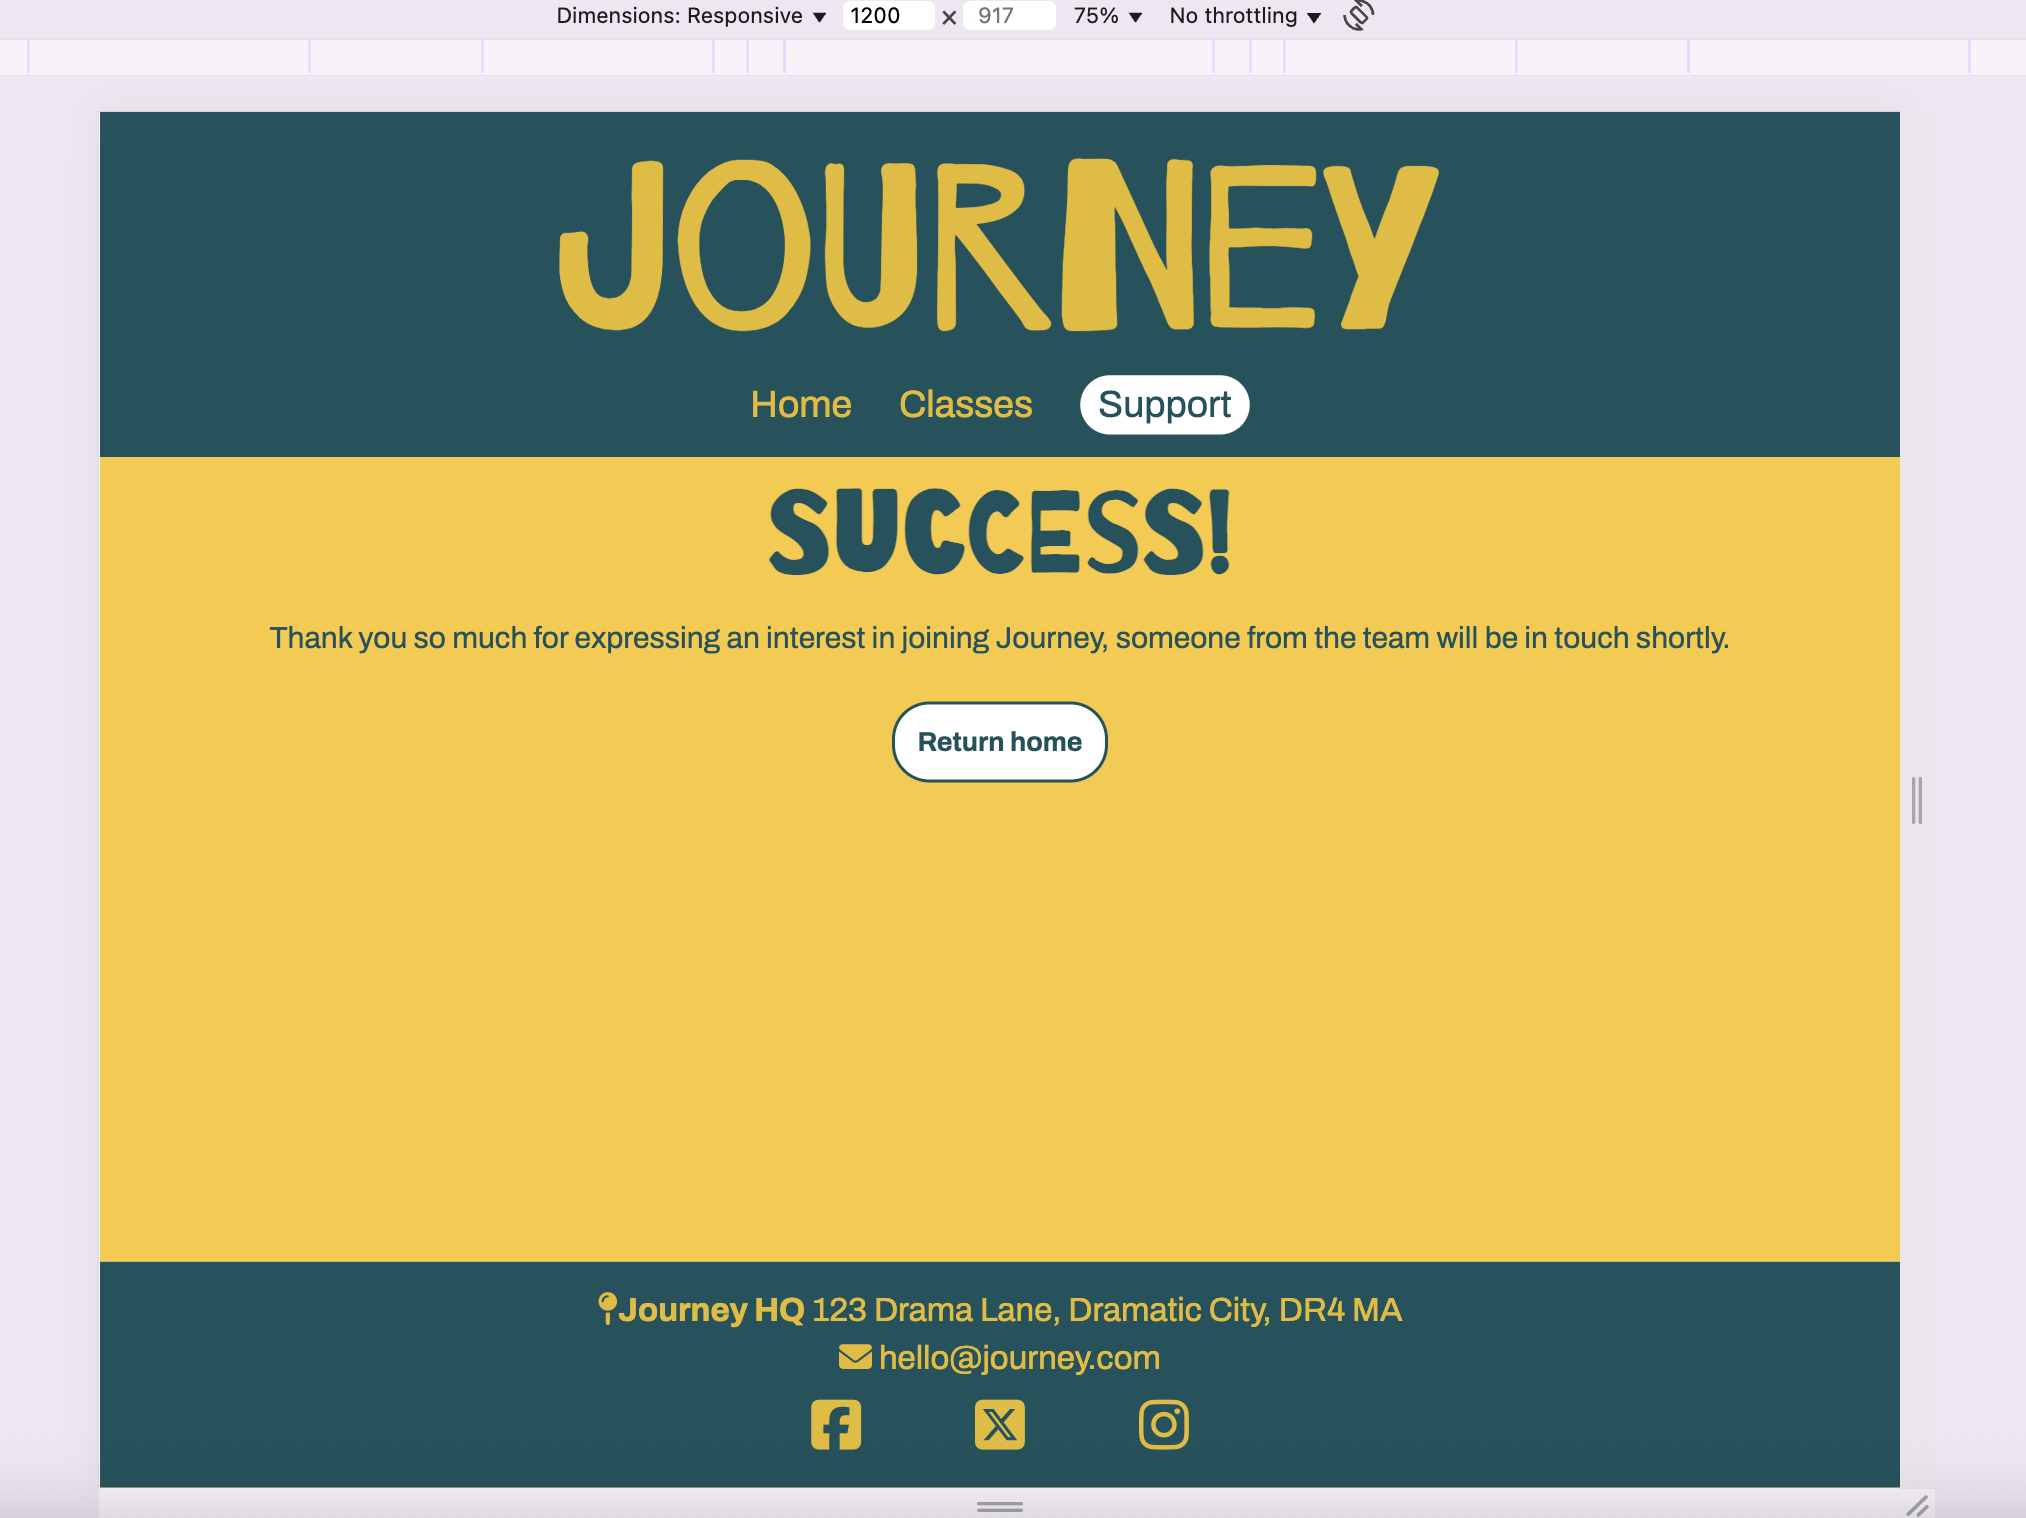 Dimensions: Responsive ▼ 1200 × 917 75% ▼ No throttling ▼
JOURNEY
Home Classes Support
SUCCESS!
Thank you so much for expressing an interest in joining Journey, someone from the team will be in touch shortly.
Return home
Journey HQ 123 Drama Lane, Dramatic City, DR4 MA
hello@journey.com